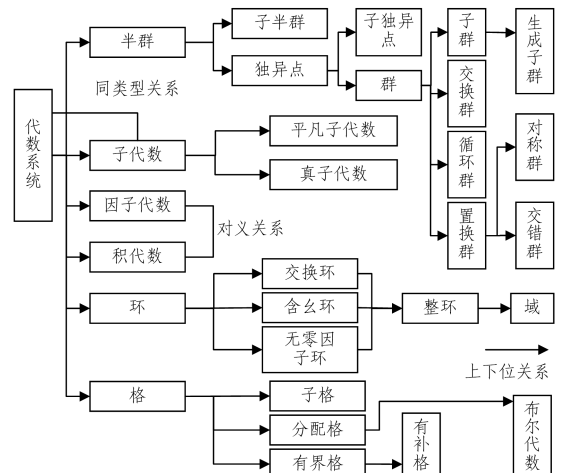 代数系统
半群
子半群
独异点
子独异
点
群
子群
生成子群
交换群
循环群
置换群
对称群
交错群
同类型关系
子代数
平凡子代数
真子代数
因子代数
积代数
对义关系
环
交换环
含幺环
无零因
子环
整环
域
上下位关系
格
子格
分配格
有界格
有补格
布尔代数